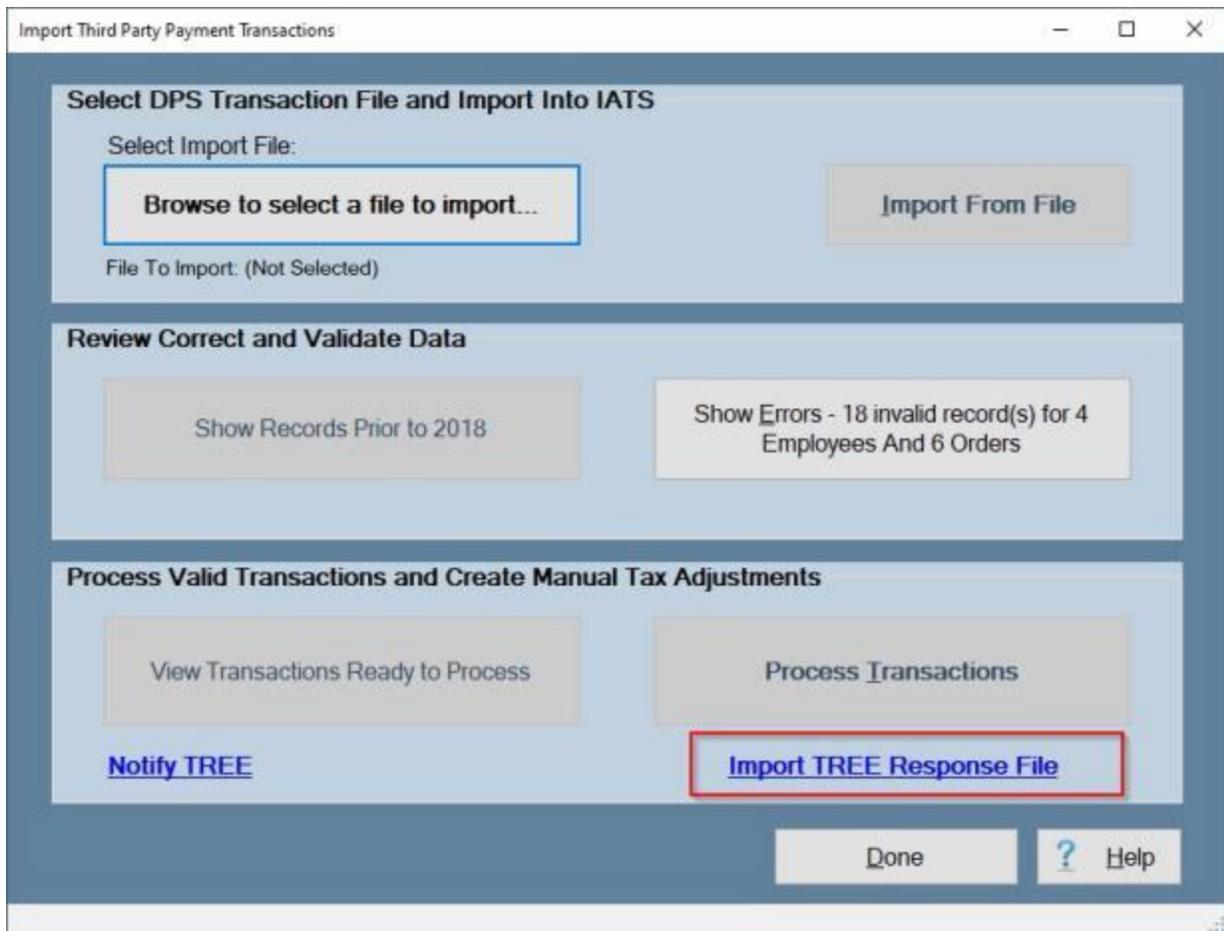 Import Third Party Payment Transactions
Select DPS Transaction File and Import Into IATS
Select Import File:
Browse to select a file to import...
Import From File
File To Import: (Not Selected)
Review Correct and Validate Data
Show Records Prior to 2018
Show Errors - 18 invalid record(s) for 4
Employees And 6 Orders
Process Valid Transactions and Create Manual Tax Adjustments
View Transactions Ready to Process
Process Transactions
Notify TREE
Import TREE Response File
Done
? Help